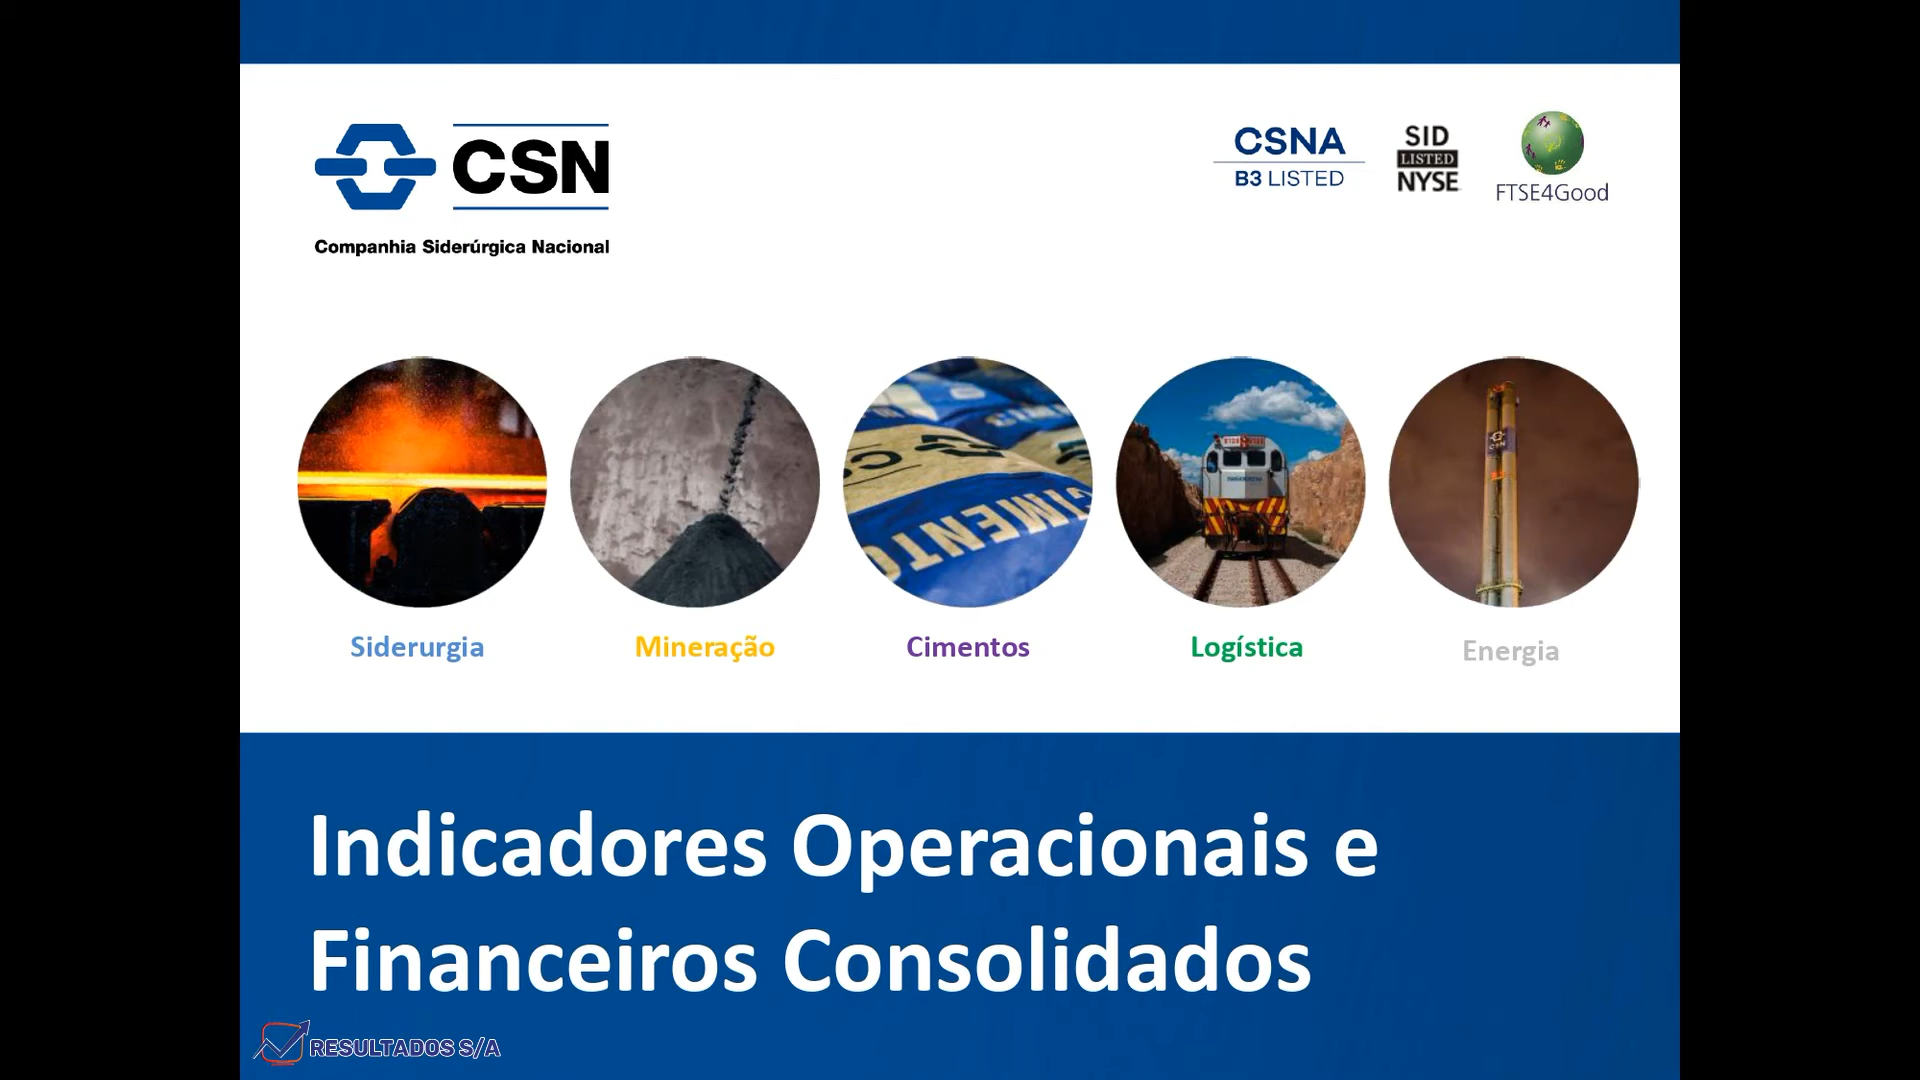 CSN
Companhia Siderúrgica Nacional
CSNA
B3 LISTED
SID
LISTED
NYSE
FTSE4Good
CIMENTO
Siderurgia
Mineração
Cimentos
Logística
Energia
Indicadores Operacionais e
Financeiros Consolidados
RESULTADOS S/A